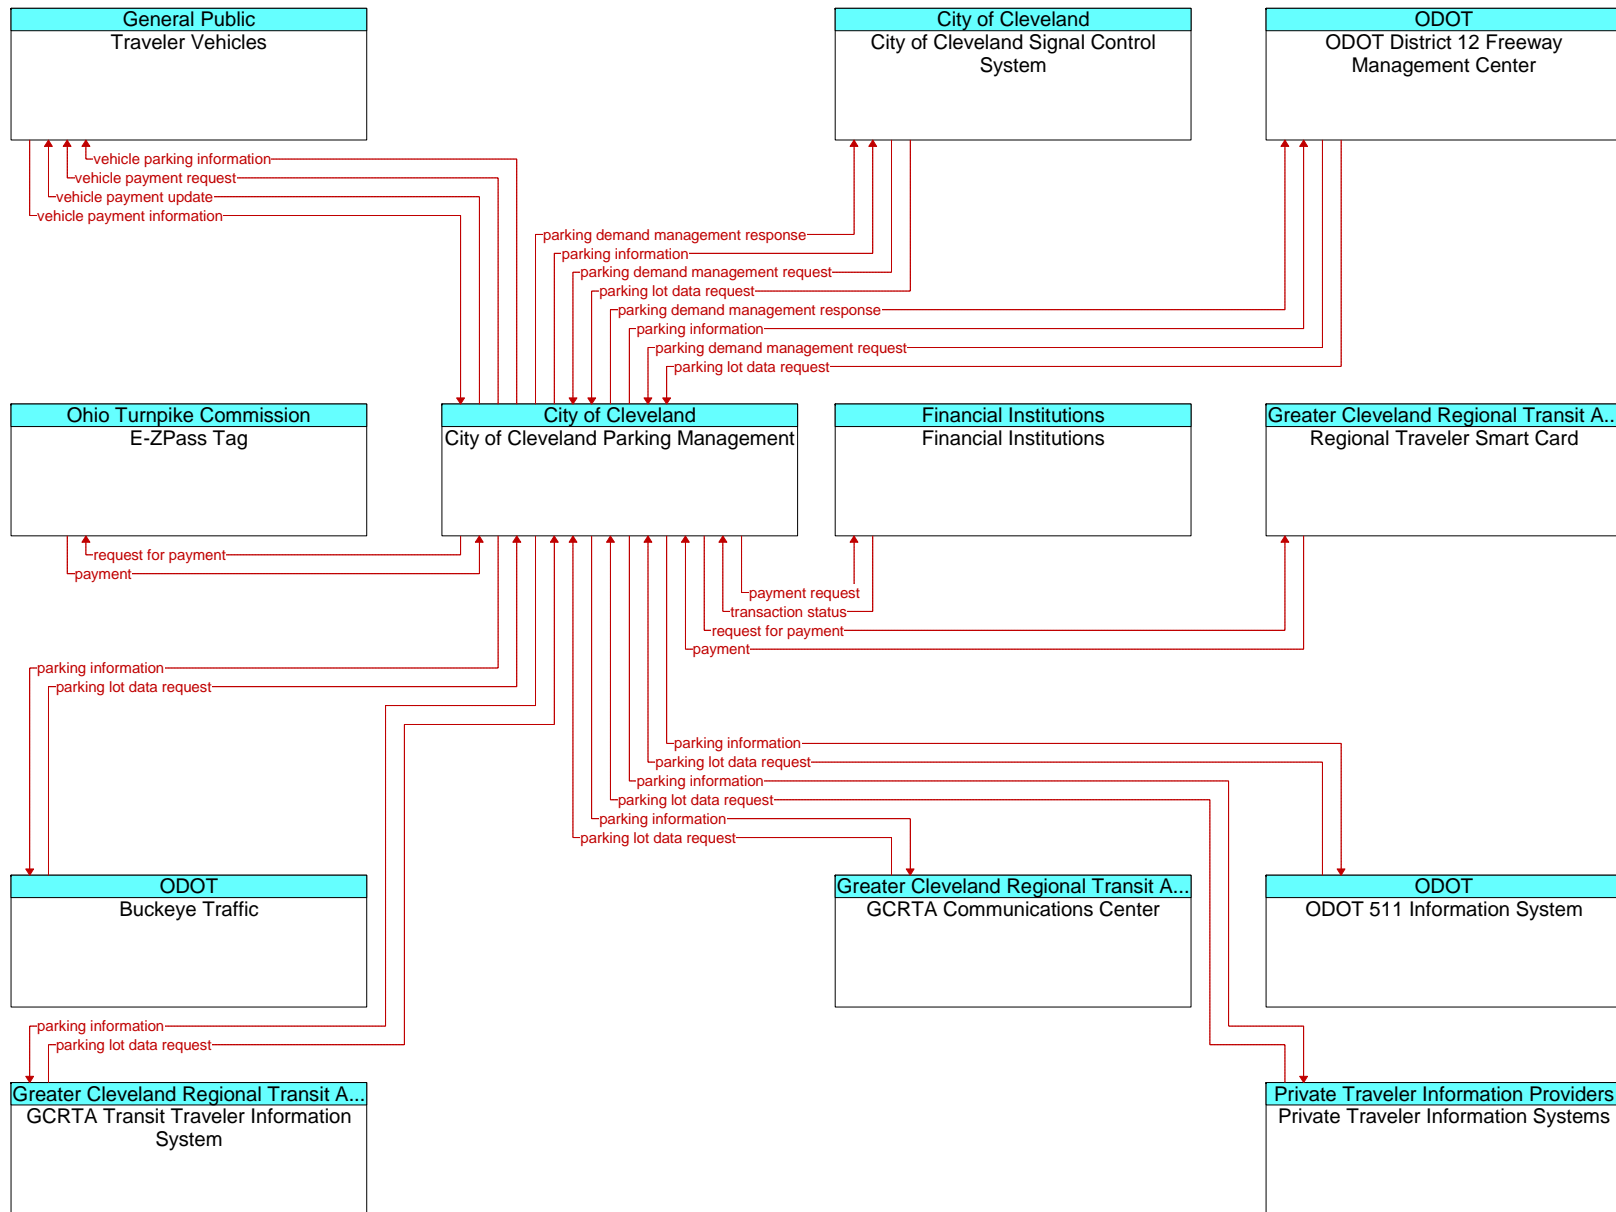 General Public
Traveler Vehicles
City of Cleveland
City of Cleveland Signal Control
System
ODOT
ODOT District 12 Freeway
Management Center
vehicle parking information
vehicle payment request
vehicle payment update
vehicle payment information
parking demand management response
parking information
parking demand management request
parking lot data request
parking demand management response
parking information
parking demand management request
parking lot data request
Ohio Turnpike Commission
E-ZPass Tag
City of Cleveland
City of Cleveland Parking Management
Financial Institutions
Financial Institutions
Greater Cleveland Regional Transit A...
Regional Traveler Smart Card
request for payment
payment
payment request
transaction status
request for payment
payment
parking information
parking lot data request
parking information
parking lot data request
parking information
parking lot data request
parking information
parking lot data request
ODOT
Buckeye Traffic
Greater Cleveland Regional Transit A...
GCRTA Communications Center
ODOT
ODOT 511 Information System
parking information
parking lot data request
Greater Cleveland Regional Transit A...
GCRTA Transit Traveler Information
System
Private Traveler Information Providers
Private Traveler Information Systems